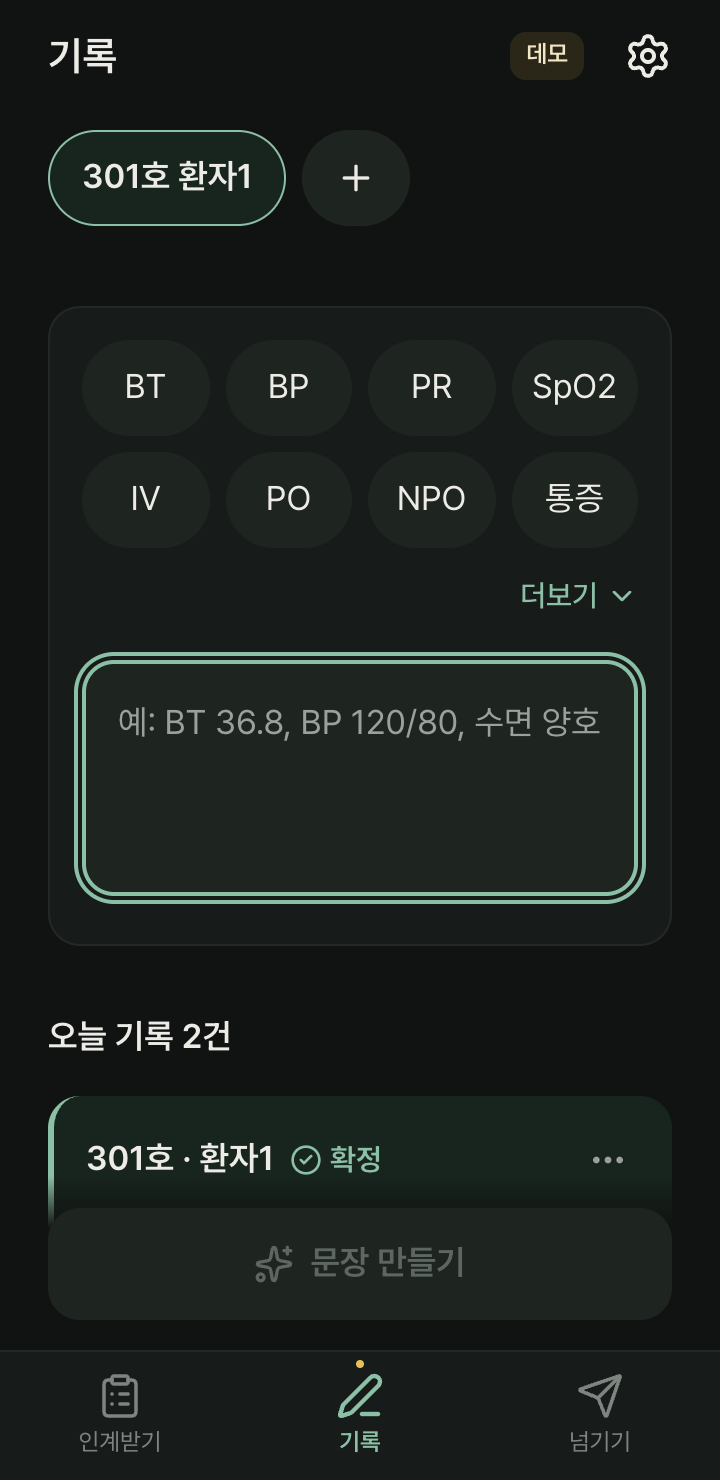 기록
데모
301호 환자1
+
BT BP PR SpO2
IV PO NPO 통증
더보기
예: BT 36.8, BP 120/80, 수면 양호
오늘 기록 2건
301호 · 환자1 확정
문장 만들기
인계받기 기록 넘기기